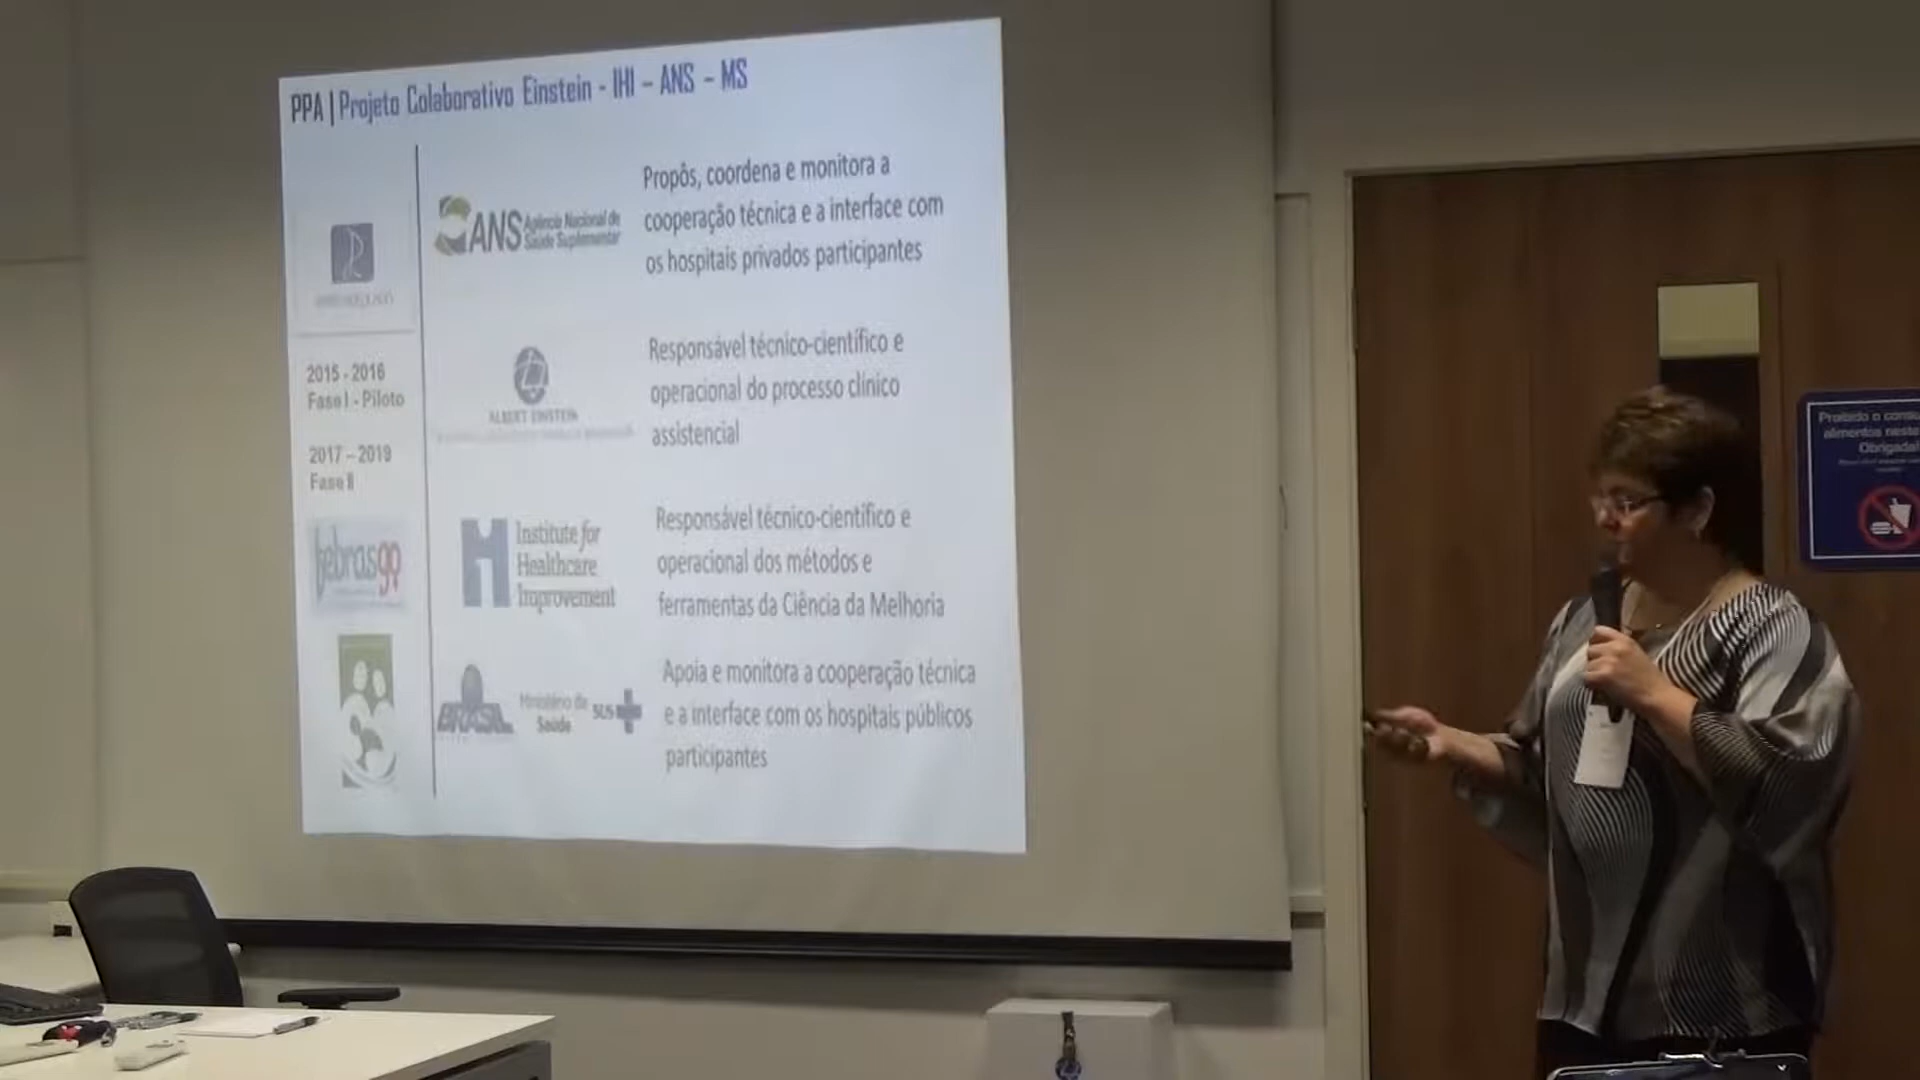 PPA | Projeto Colaborativo Einstein - IHI – ANS – MS
2015 - 2016
Fase I - Piloto
2017 – 2019
Fase II
febrasgo
ANS Agência Nacional de
Saúde Suplementar
Propôs, coordena e monitora a
cooperação técnica e a interface com
os hospitais privados participantes
ALBERT EINSTEIN
Responsável técnico-científico e
operacional do processo clínico
assistencial
Institute for
Healthcare
Improvement
Responsável técnico-científico e
operacional dos métodos e
ferramentas da Ciência da Melhoria
BRASIL
Ministério da
Saúde
SUS
Apoia e monitora a cooperação técnica
e a interface com os hospitais públicos
participantes
Proibido o
alimentos neste
Obrigada!